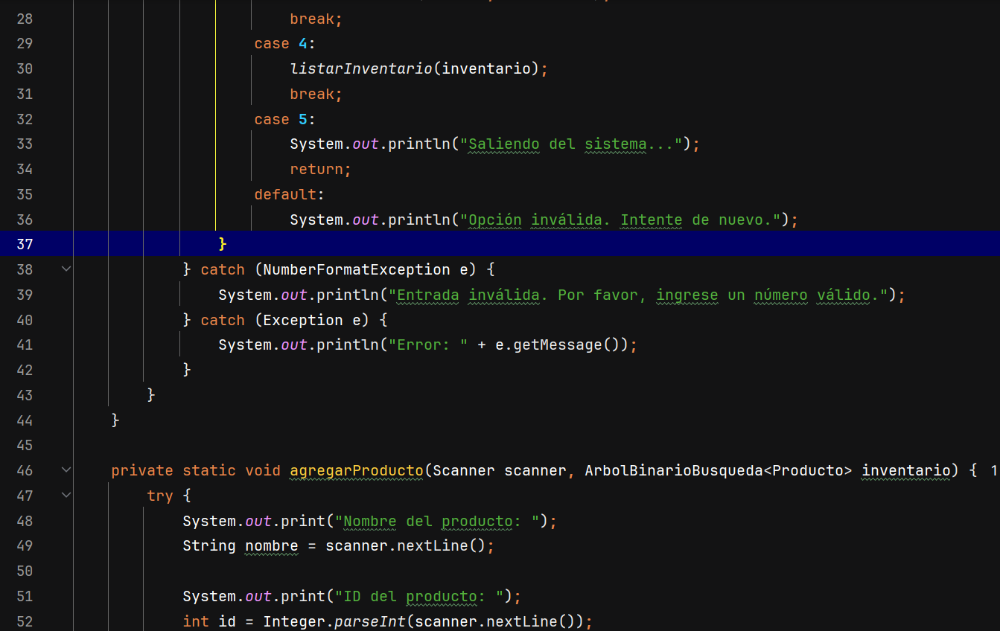 28                             break;
29                         case 4:
30                             listarInventario(inventario);
31                             break;
32                         case 5:
33                             System.out.println("Saliendo del sistema...");
34                             return;
35                         default:
36                             System.out.println("Opción inválida. Intente de nuevo.");
37                     }
38                 } catch (NumberFormatException e) {
39                     System.out.println("Entrada inválida. Por favor, ingrese un número válido.");
40                 } catch (Exception e) {
41                     System.out.println("Error: " + e.getMessage());
42                 }
43             }
44         }
45
46         private static void agregarProducto(Scanner scanner, ArbolBinarioBusqueda<Producto> inventario) { 1
47             try {
48                 System.out.print("Nombre del producto: ");
49                 String nombre = scanner.nextLine();
50
51                 System.out.print("ID del producto: ");
52                 int id = Integer.parseInt(scanner.nextLine());